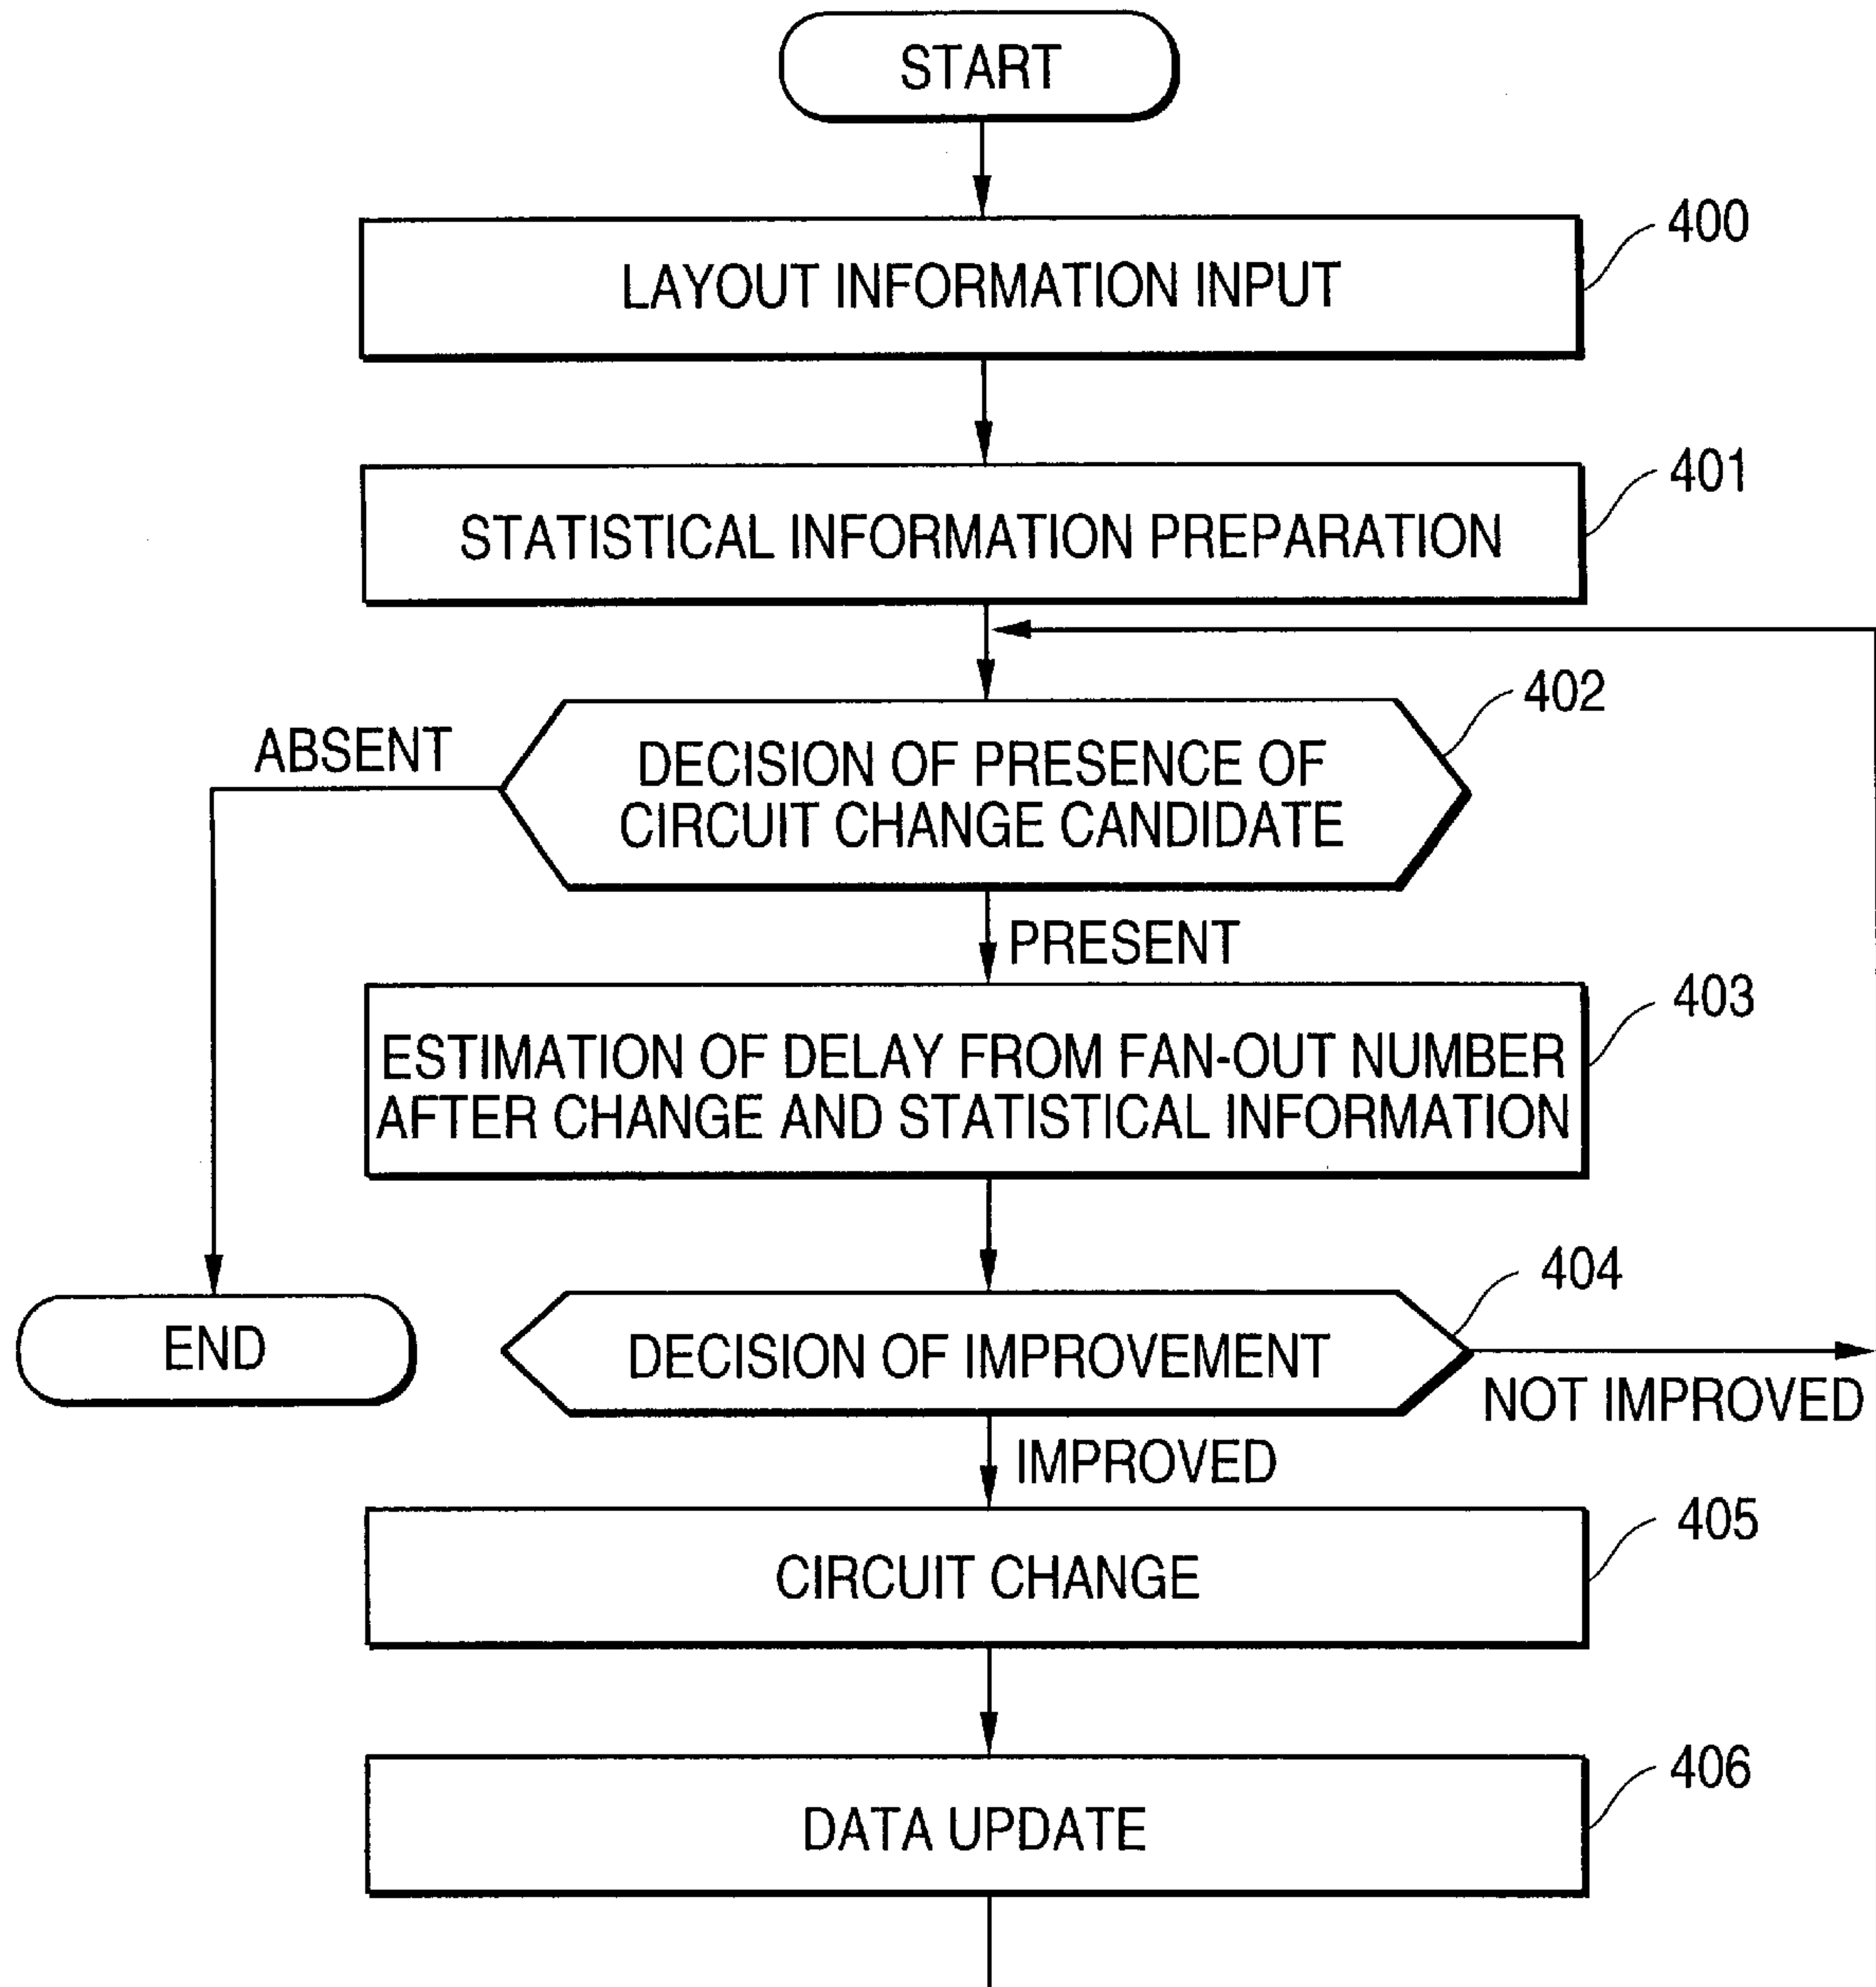 START
400
LAYOUT INFORMATION INPUT
401
STATISTICAL INFORMATION PREPARATION
402
ABSENT
DECISION OF PRESENCE OF
CIRCUIT CHANGE CANDIDATE
PRESENT
403
ESTIMATION OF DELAY FROM FAN-OUT NUMBER
AFTER CHANGE AND STATISTICAL INFORMATION
404
END
DECISION OF IMPROVEMENT
NOT IMPROVED
IMPROVED
405
CIRCUIT CHANGE
406
DATA UPDATE